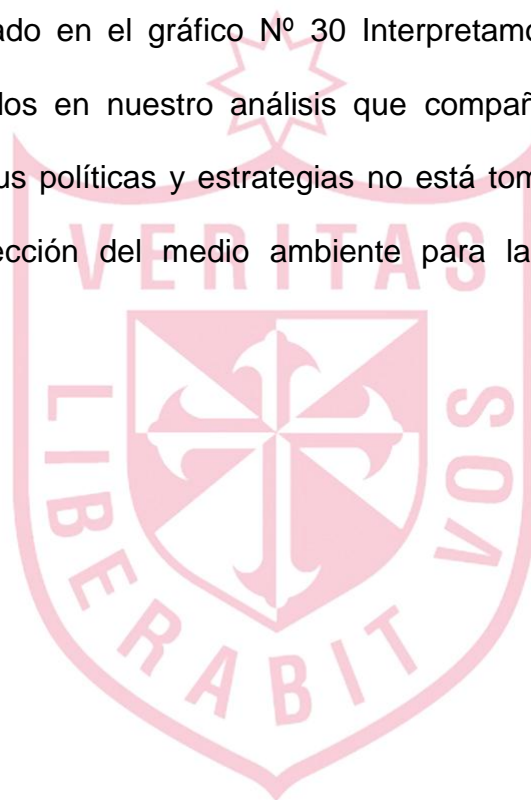 ado en el gráfico Nº 30 Interpretamo
los en nuestro análisis que compañ
us políticas y estrategias no está tom
ección del medio ambiente para la
VERITAS
LIBERABIT
VOS